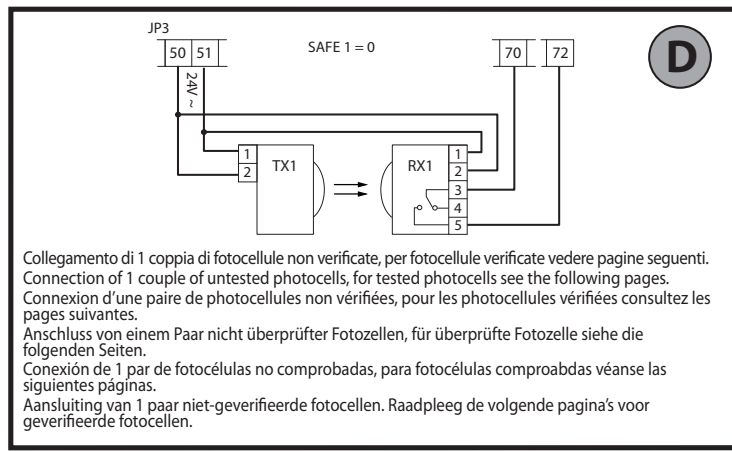 JP3
50 51
SAFE 1 = 0
70 72
D
24V ~
1
2
TX1
RX1
1
2
3
4
5
Collegamento di 1 coppia di fotocellule non verificate, per fotocellule verificate vedere pagine seguenti.
Connection of 1 couple of untested photocells, for tested photocells see the following pages.
Connexion d'une paire de photocellules non vérifiées, pour les photocellules vérifiées consultez les
pages suivantes.
Anschluss von einem Paar nicht überprüfter Fotozellen, für überprüfte Fotozelle siehe die
folgenden Seiten.
Conexión de 1 par de fotocélulas no comprobadas, para fotocélulas comproabdas véanse las
siguientes páginas.
Aansluiting van 1 paar niet-geverifieerde fotocellen. Raadpleeg de volgende pagina's voor
geverifieerde fotocellen.